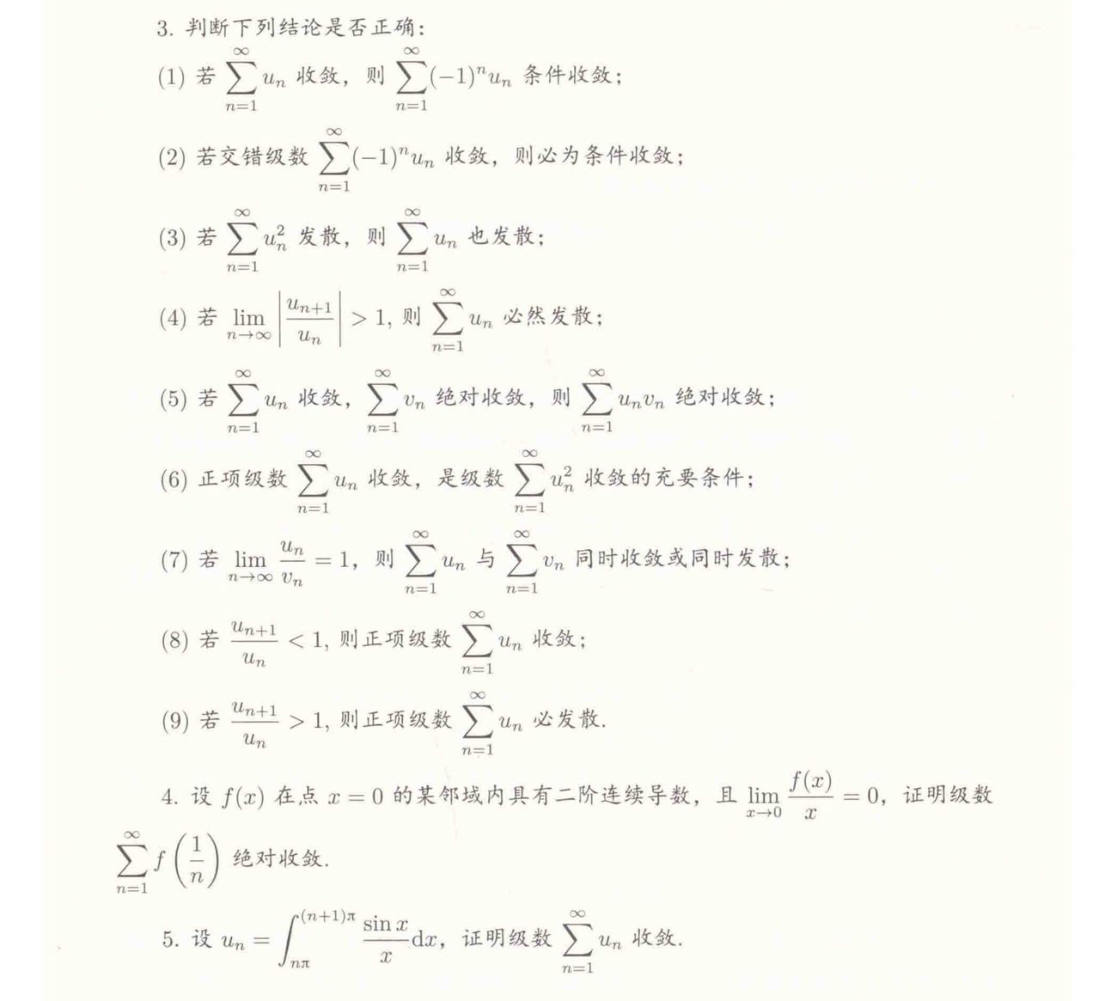 3. 判断下列结论是否正确:
(1) 若 $\sum_{n=1}^{\infty} u_n$ 收敛, 则 $\sum_{n=1}^{\infty} (-1)^n u_n$ 条件收敛;
(2) 若交错级数 $\sum_{n=1}^{\infty} (-1)^n u_n$ 收敛, 则必为条件收敛;
(3) 若 $\sum_{n=1}^{\infty} u_n^2$ 发散, 则 $\sum_{n=1}^{\infty} u_n$ 也发散;
(4) 若 $\lim_{n\to\infty} \left|\frac{u_{n+1}}{u_n}\right| > 1$, 则 $\sum_{n=1}^{\infty} u_n$ 必然发散;
(5) 若 $\sum_{n=1}^{\infty} u_n$ 收敛, $\sum_{n=1}^{\infty} v_n$ 绝对收敛, 则 $\sum_{n=1}^{\infty} u_n v_n$ 绝对收敛;
(6) 正项级数 $\sum_{n=1}^{\infty} u_n$ 收敛, 是级数 $\sum_{n=1}^{\infty} u_n^2$ 收敛的充要条件;
(7) 若 $\lim_{n\to\infty} \frac{u_n}{v_n} = 1$, 则 $\sum_{n=1}^{\infty} u_n$ 与 $\sum_{n=1}^{\infty} v_n$ 同时收敛或同时发散;
(8) 若 $\frac{u_{n+1}}{u_n} < 1$, 则正项级数 $\sum_{n=1}^{\infty} u_n$ 收敛;
(9) 若 $\frac{u_{n+1}}{u_n} > 1$, 则正项级数 $\sum_{n=1}^{\infty} u_n$ 必发散.
4. 设 $f(x)$ 在点 $x = 0$ 的某邻域内具有二阶连续导数, 且 $\lim_{x\to 0} \frac{f(x)}{x} = 0$, 证明级数
$\sum_{n=1}^{\infty} f\left(\frac{1}{n}\right)$ 绝对收敛.
5. 设 $u_n = \int_{n\pi}^{(n+1)\pi} \frac{\sin x}{x} \mathrm{d}x$, 证明级数 $\sum_{n=1}^{\infty} u_n$ 收敛.